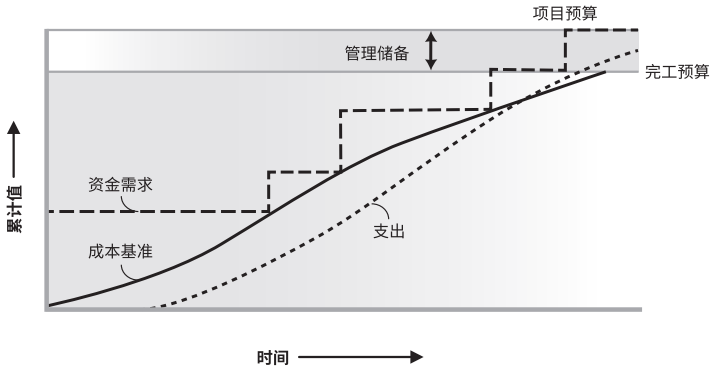 项目预算
管理储备
完工预算
累计值
资金需求
支出
成本基准
时间